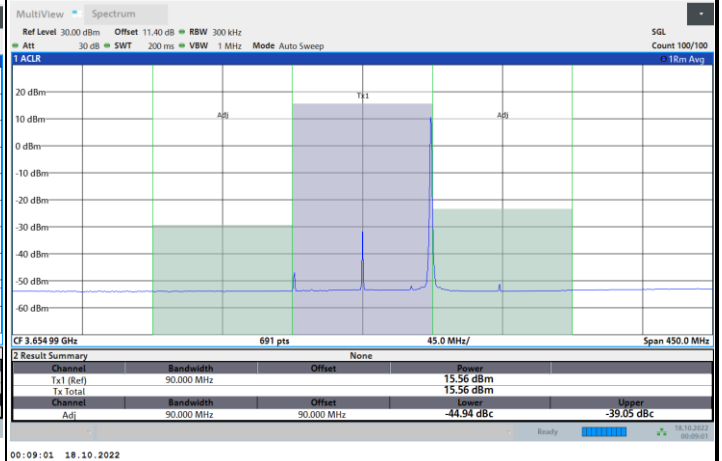 MultiView Spectrum
Ref Level 30.00 dBm Offset 11.40 dB RBW 300 kHz SGL
Att 30 dB SWT 200 ms VBW 1 MHz Mode Auto Sweep Count 100/100
1 ACLR 1Rm Avg
20 dBm
Tx1
10 dBm Adj Adj
0 dBm
-10 dBm
-20 dBm
-30 dBm
-40 dBm
-50 dBm
-60 dBm
CF 3.654 99 GHz 691 pts 45.0 MHz/ Span 450.0 MHz
2 Result Summary None
Channel Bandwidth Offset Power
Tx1 (Ref) 90.000 MHz 15.56 dBm
Tx Total 15.56 dBm
Channel Bandwidth Offset Lower Upper
Adj 90.000 MHz 90.000 MHz -44.94 dBc -39.05 dBc
Ready 18.10.2022
00:09:01
00:09:01 18.10.2022